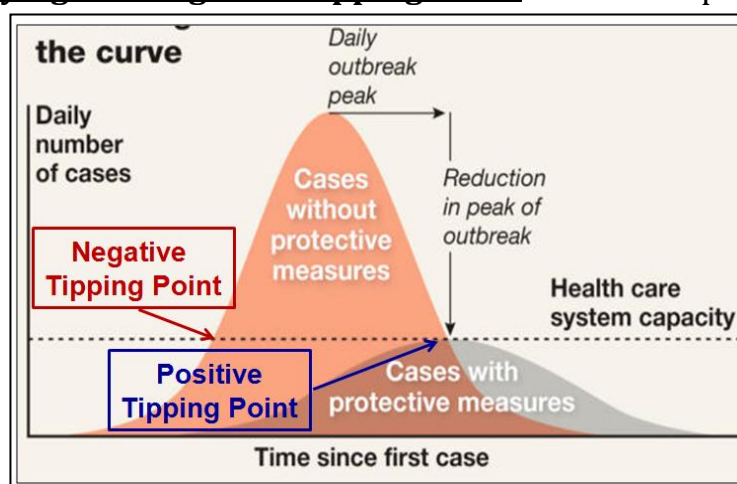 the curve
Daily
outbreak
peak
Daily
number
of cases
Cases
without
protective
measures
Reduction
in peak of
outbreak
Negative
Tipping Point
Health care
system capacity
Positive
Tipping Point
Cases with
protective measures
Time since first case